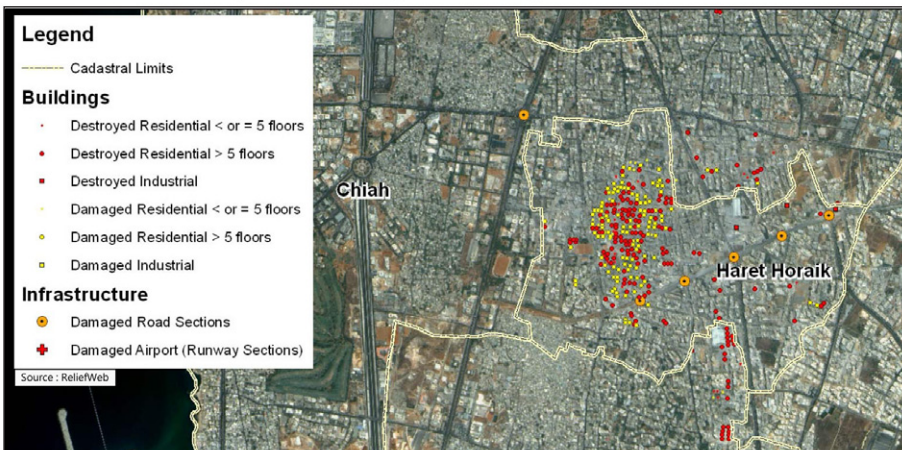 Legend
Cadastral Limits
Buildings
Destroyed Residential < or = 5 floors
Destroyed Residential > 5 floors
Destroyed Industrial
Damaged Residential < or = 5 floors
Damaged Residential > 5 floors
Damaged Industrial
Infrastructure
Damaged Road Sections
Damaged Airport (Runway Sections)
Source : ReliefWeb
Chiah
Haret Horaik